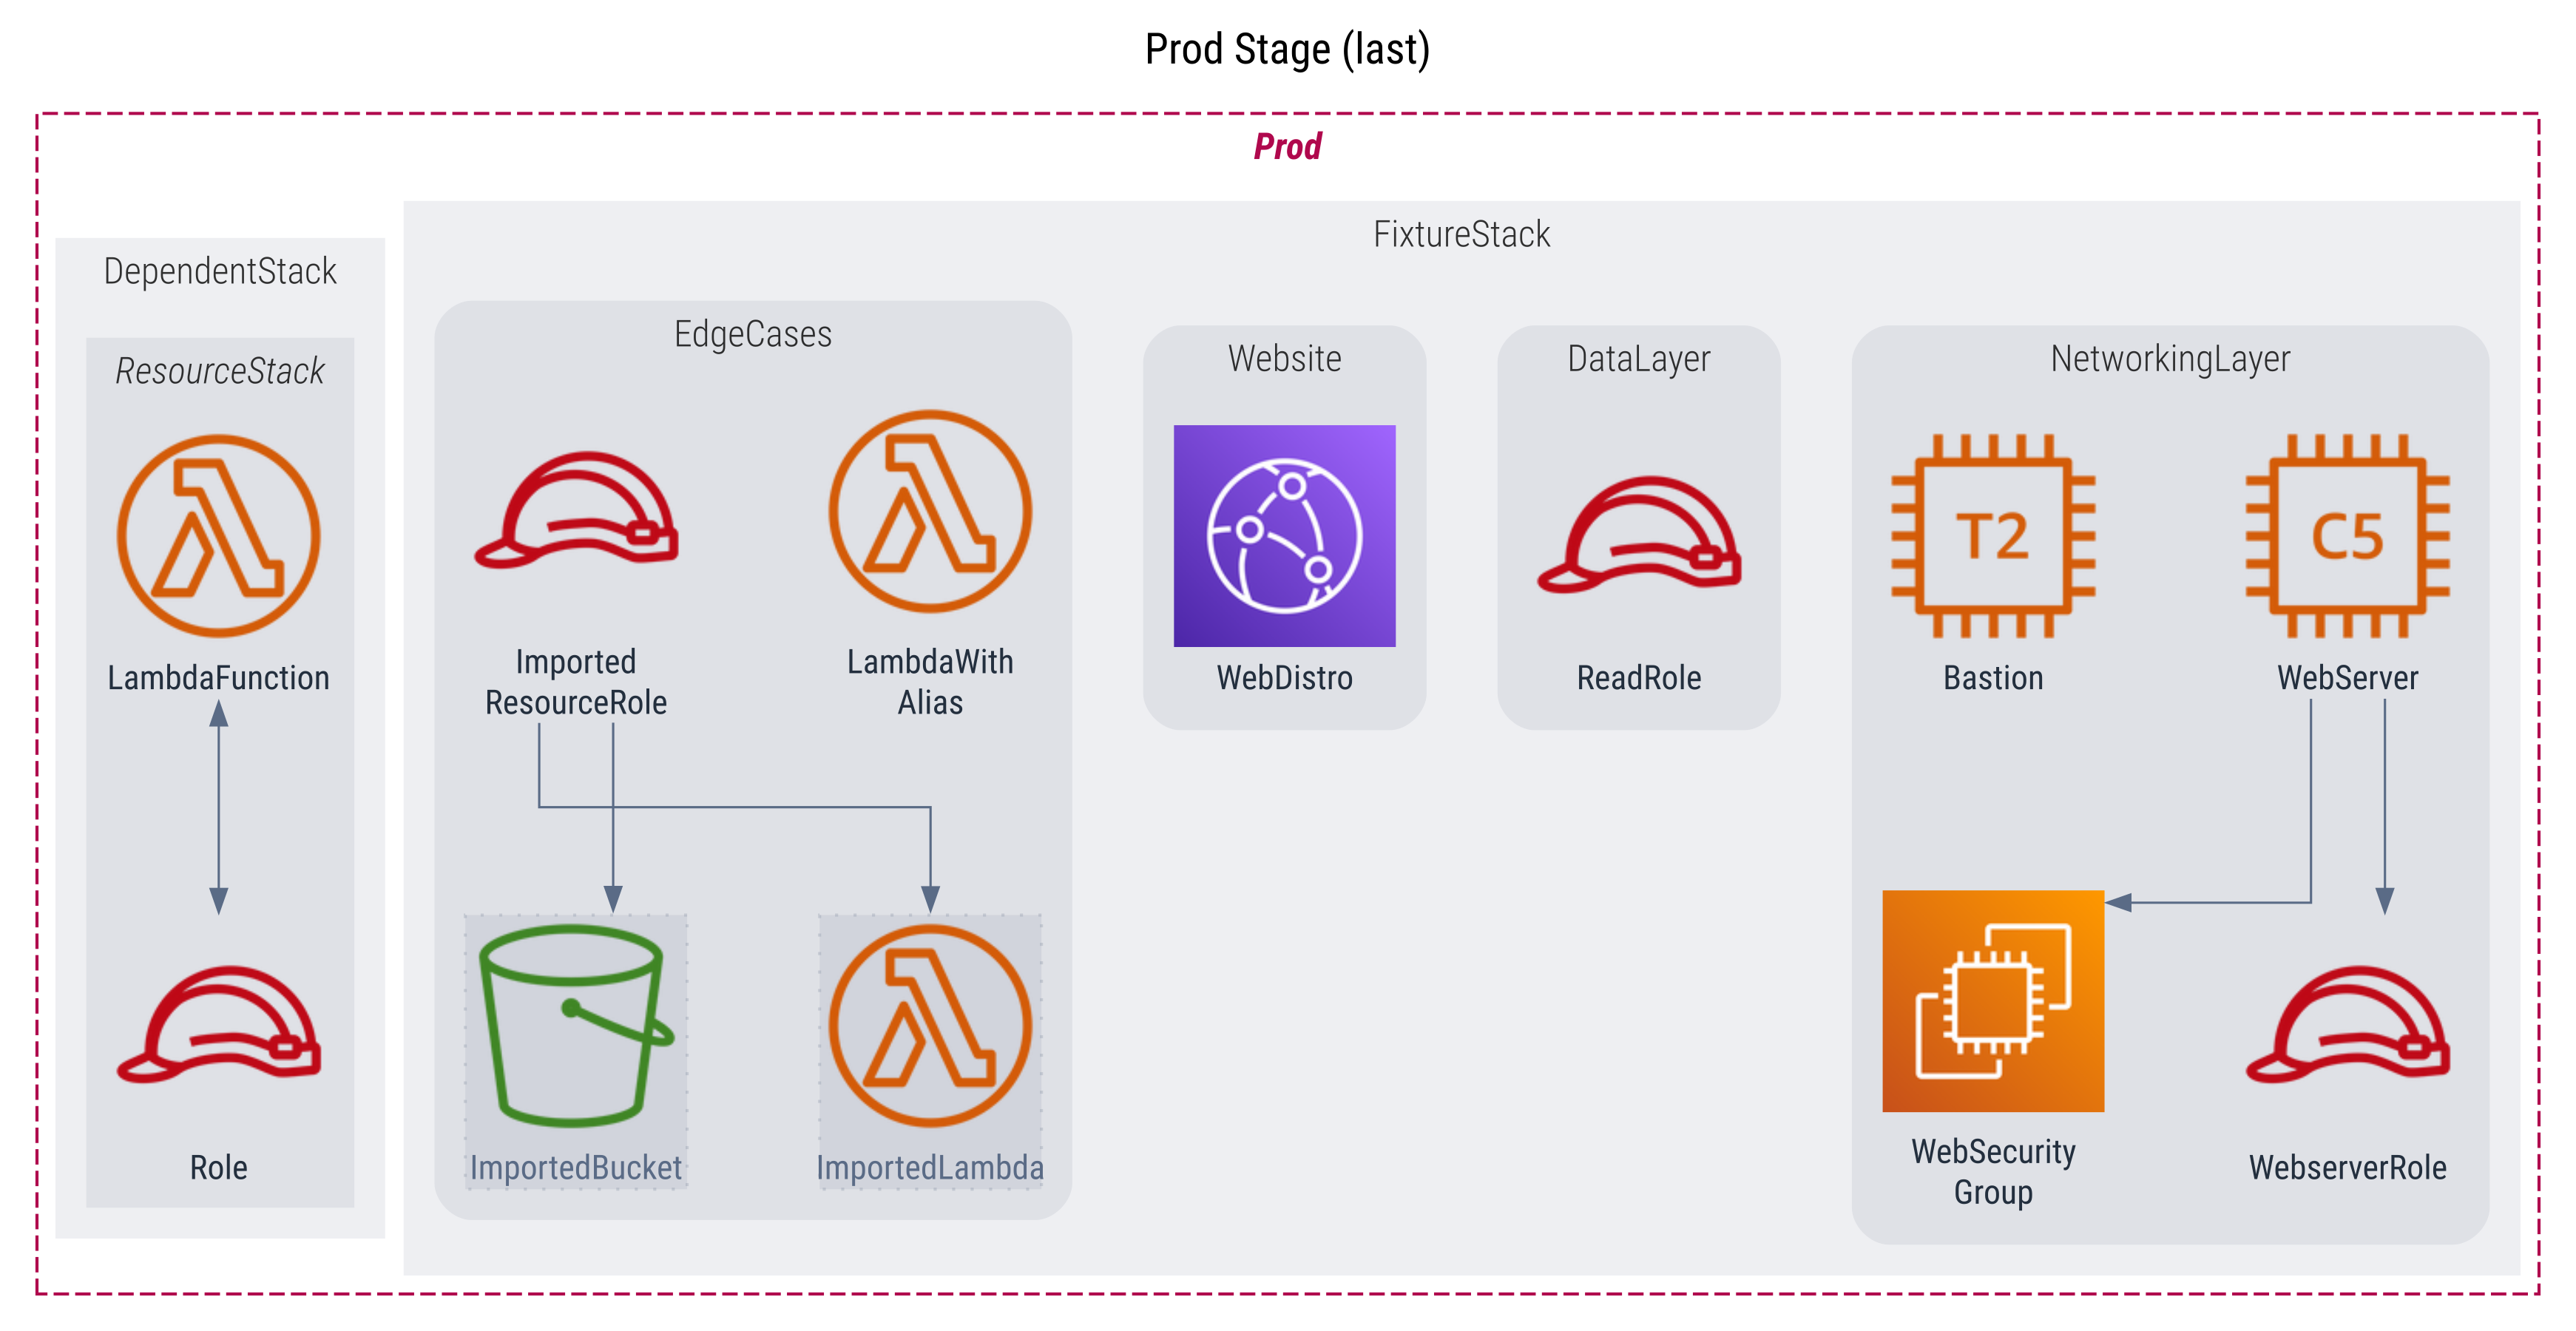 Prod Stage (last)
Prod
DependentStack
ResourceStack
LambdaFunction
Role
FixtureStack
EdgeCases
Imported
ResourceRole
LambdaWith
Alias
ImportedBucket
ImportedLambda
Website
WebDistro
DataLayer
ReadRole
NetworkingLayer
T2
Bastion
C5
WebServer
WebSecurity
Group
WebserverRole